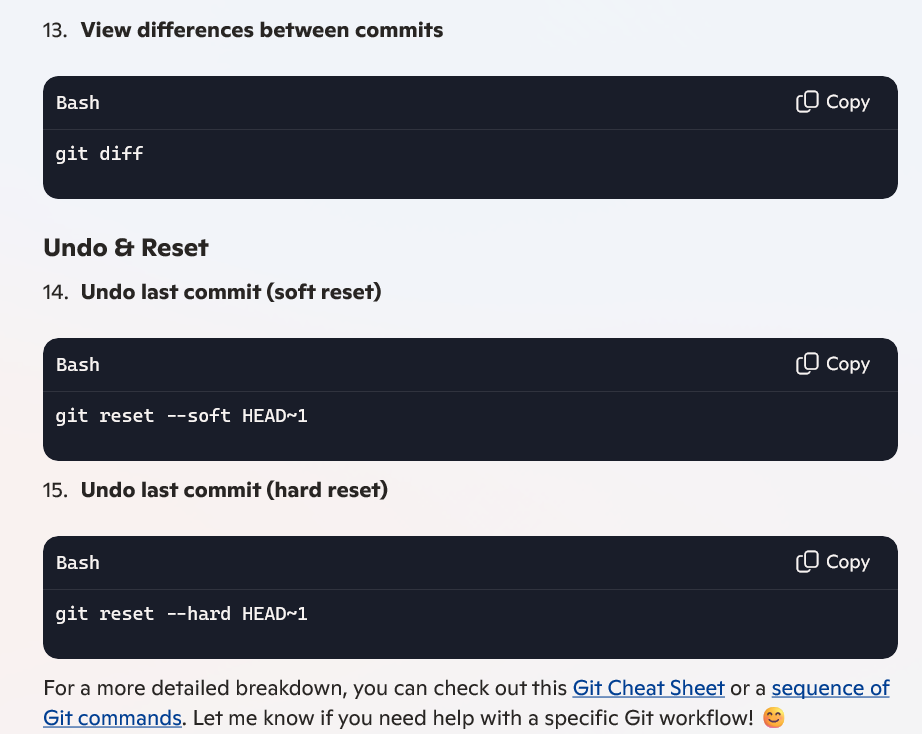 13. View differences between commits
Bash
Copy
git diff
Undo & Reset
14. Undo last commit (soft reset)
Bash
Copy
git reset --soft HEAD~1
15. Undo last commit (hard reset)
Bash
Copy
git reset --hard HEAD~1
For a more detailed breakdown, you can check out this Git Cheat Sheet or a sequence of
Git commands. Let me know if you need help with a specific Git workflow! 😊